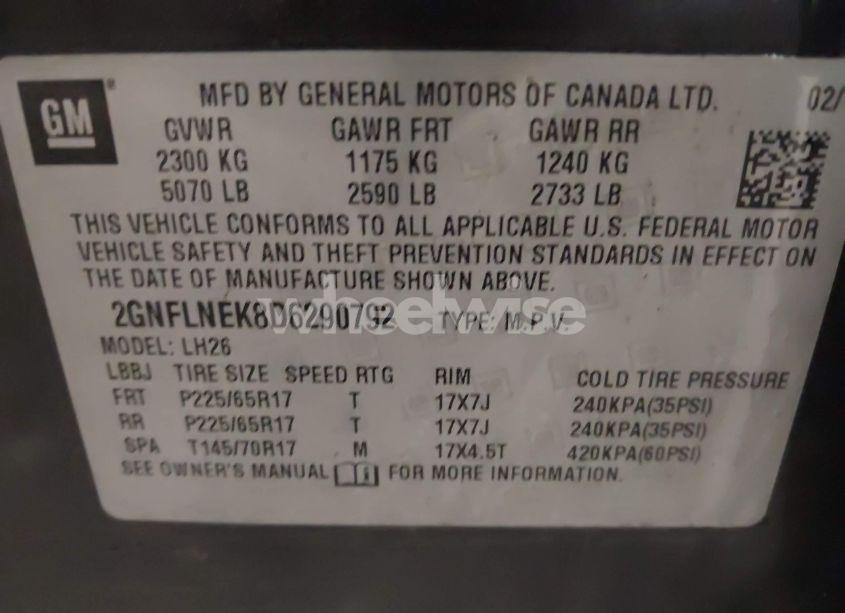 GM®
MFD BY GENERAL MOTORS OF CANADA LTD. 02/
GVWR GAWR FRT GAWR RR
2300 KG 1175 KG 1240 KG
5070 LB 2590 LB 2733 LB
THIS VEHICLE CONFORMS TO ALL APPLICABLE U.S. FEDERAL MOTOR
VEHICLE SAFETY AND THEFT PREVENTION STANDARDS IN EFFECT ON
THE DATE OF MANUFACTURE SHOWN ABOVE.
wheelwise
2GNFLNEK8D6290792 TYPE: M.P.V.
MODEL: LH26
LBBJ TIRE SIZE SPEED RTG RIM COLD TIRE PRESSURE
FRT P225/65R17 T 17X7J 240KPA(35PSI)
RR P225/65R17 T 17X7J 240KPA(35PSI)
SPA T145/70R17 M 17X4.5T 420KPA(60PSI)
SEE OWNER'S MANUAL FOR MORE INFORMATION.